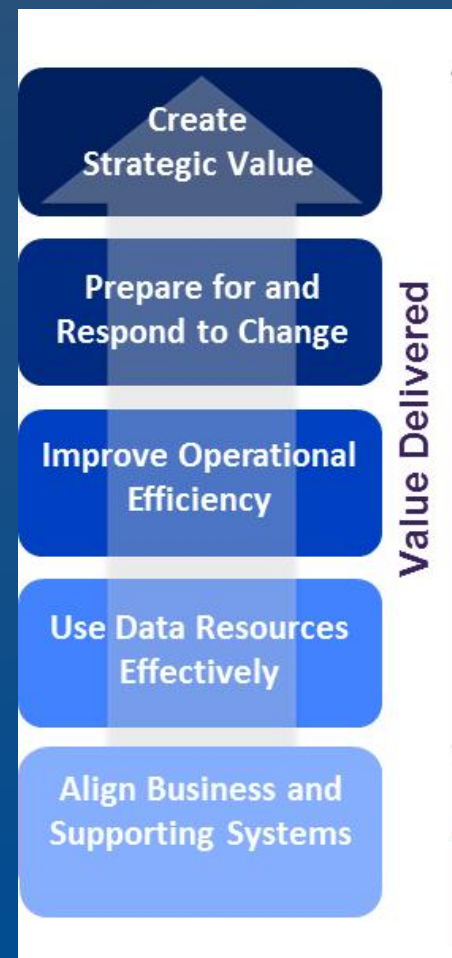 Create
Strategic Value
Prepare for and
Respond to Change
Improve Operational
Efficiency
Use Data Resources
Effectively
Align Business and
Supporting Systems
Value Delivered